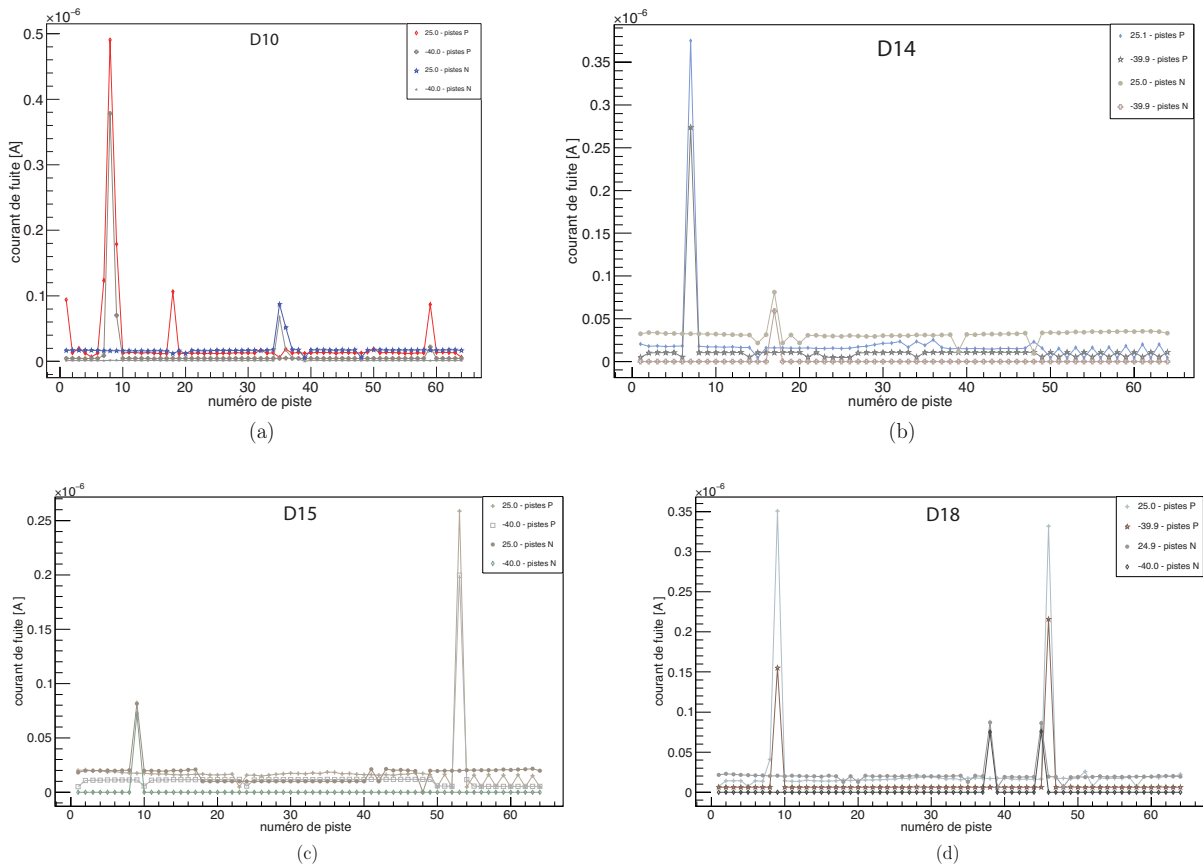 ×10⁻⁶
D10
25.0 - pistes P
-40.0 - pistes P
25.0 - pistes N
-40.0 - pistes N
courant de fuite [A]
0.5
0.4
0.3
0.2
0.1
0
0 10 20 30 40 50 60
numéro de piste
(a)
×10⁻⁶
D14
25.1 - pistes P
-39.9 - pistes P
25.0 - pistes N
-39.9 - pistes N
courant de fuite [A ]
0.35
0.3
0.25
0.2
0.15
0.1
0.05
0
0 10 20 30 40 50 60
numéro de piste
(b)
×10⁻⁶
D15
25.0 - pistes P
-40.0 - pistes P
25.0 - pistes N
-40.0 - pistes N
courant de fuite [A]
0.25
0.2
0.15
0.1
0.05
0
0 10 20 30 40 50 60
numéro de piste
(c)
×10⁻⁶
D18
25.0 - pistes P
-39.9 - pistes P
24.9 - pistes N
-40.0 - pistes N
courant de fuite [A]
0.35
0.3
0.25
0.2
0.15
0.1
0.05
0
0 10 20 30 40 50 60
numéro de piste
(d)